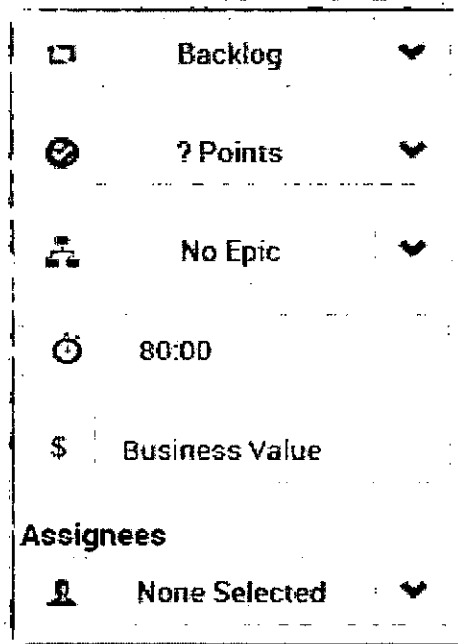 Backlog
? Points
No Epic
80:00
$ Business Value
Assignees
None Selected